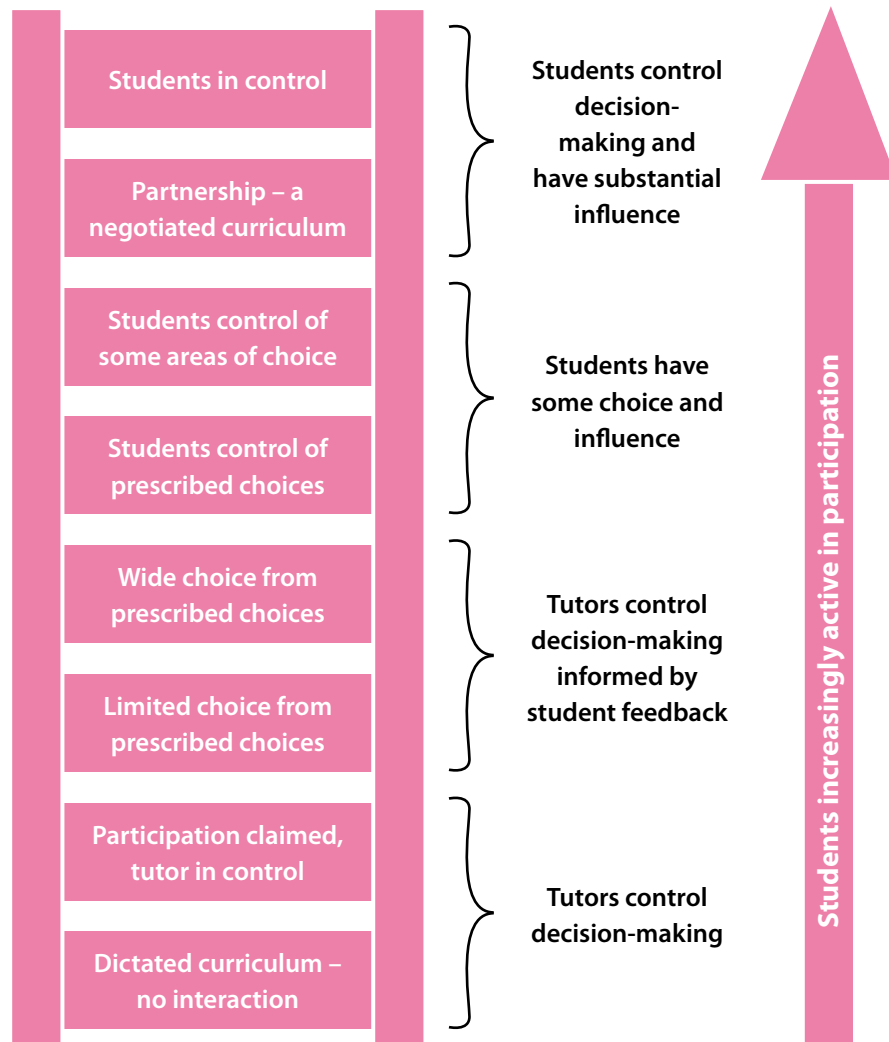 Students in control
Partnership – a
negotiated curriculum
Students control of
some areas of choice
Students control of
prescribed choices
Wide choice from
prescribed choices
Limited choice from
prescribed choices
Participation claimed,
tutor in control
Dictated curriculum –
no interaction
Students control
decision-
making and
have substantial
influence
Students have
some choice and
influence
Tutors control
decision-making
informed by
student feedback
Tutors control
decision-making
Students increasingly active in participation